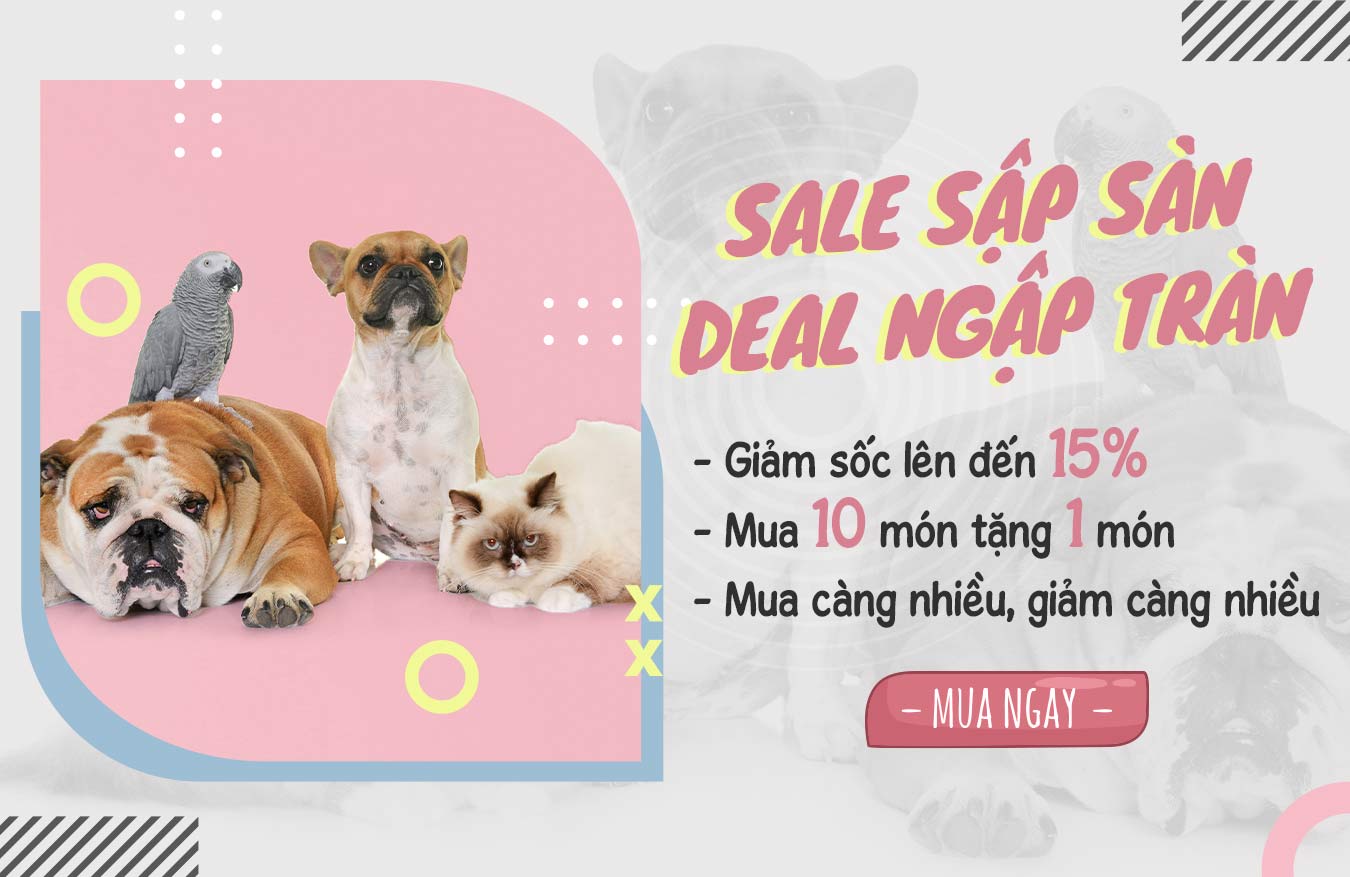 SALE SẬP SÀN
DEAL NGẬP TRÀN
- Giảm sốc lên đến 15%
- Mua 10 món tặng 1 món
- Mua càng nhiều, giảm càng nhiều
– MUA NGAY –